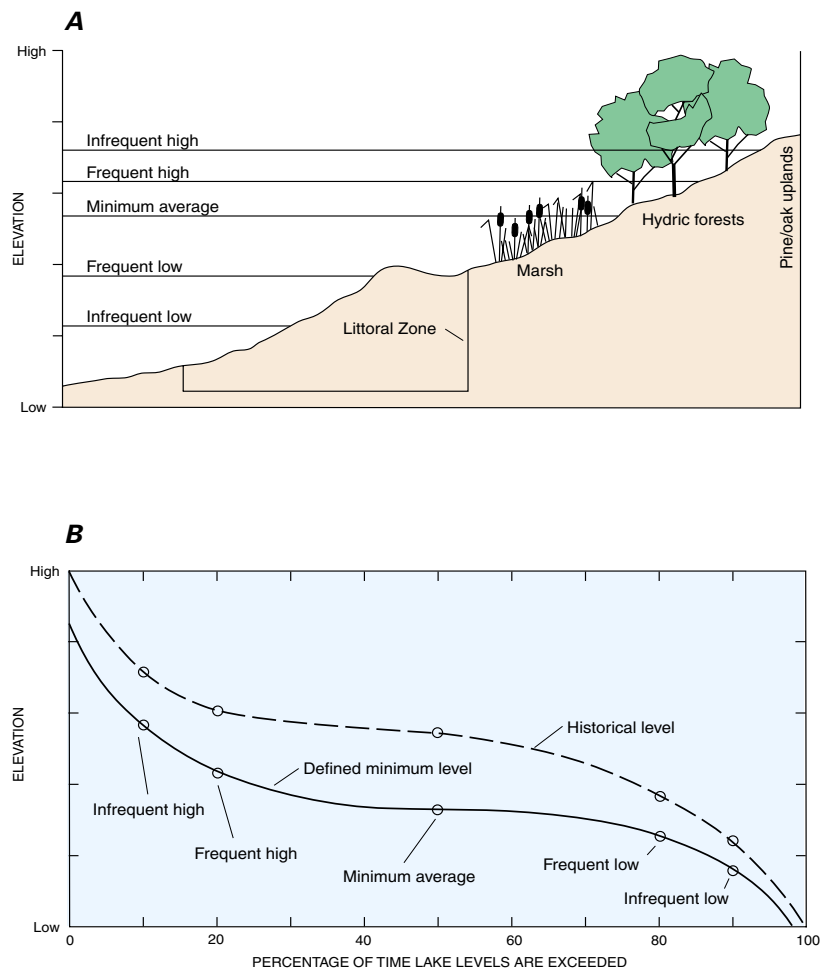 A
High
Infrequent high
Frequent high
Minimum average
Frequent low
Infrequent low
Low
ELEVATION
Littoral Zone
Marsh
Hydric forests
Pine/oak uplands
B
High
Low
ELEVATION
Historical level
Defined minimum level
Infrequent high
Frequent high
Minimum average
Frequent low
Infrequent low
0 20 40 60 80 100
PERCENTAGE OF TIME LAKE LEVELS ARE EXCEEDED